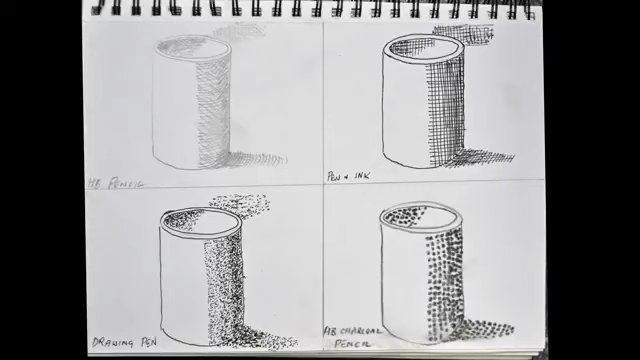 HB PENCIL
PEN & INK
DRAWING PEN
HB CHARCOAL
PENCIL